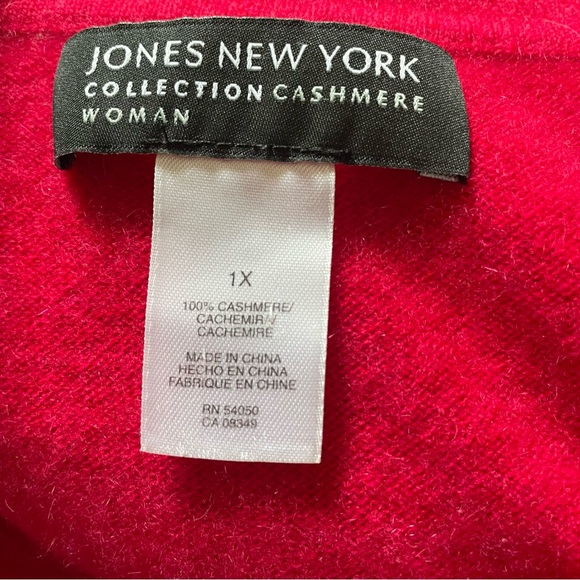 JONES NEW YORK
COLLECTION CASHMERE
WOMAN
1X
100% CASHMERE/
CACHEMIRA/
CACHEMIRE
MADE IN CHINA
HECHO EN CHINA
FABRIQUE EN CHINE
RN 54050
CA 08349